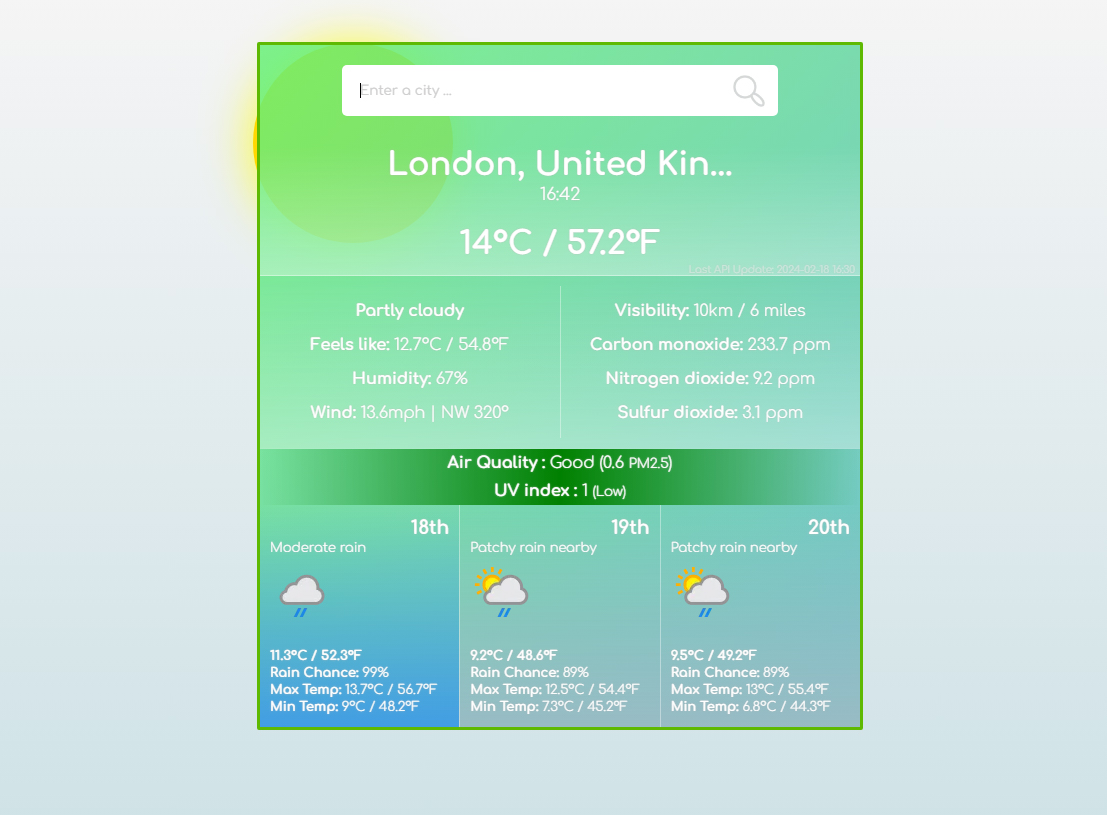 Enter a city ...
London, United Kin...
16:42
14°C / 57.2°F
Last API Update: 2024-02-18 16:30
Partly cloudy
Feels like: 12.7°C / 54.8°F
Humidity: 67%
Wind: 13.6mph | NW 320°
Visibility: 10km / 6 miles
Carbon monoxide: 233.7 ppm
Nitrogen dioxide: 9.2 ppm
Sulfur dioxide: 3.1 ppm
Air Quality : Good (0.6 PM2.5)
UV index : 1 (Low)
18th
Moderate rain
11.3°C / 52.3°F
Rain Chance: 99%
Max Temp: 13.7°C / 56.7°F
Min Temp: 9°C / 48.2°F
19th
Patchy rain nearby
9.2°C / 48.6°F
Rain Chance: 89%
Max Temp: 12.5°C / 54.4°F
Min Temp: 7.3°C / 45.2°F
20th
Patchy rain nearby
9.5°C / 49.2°F
Rain Chance: 89%
Max Temp: 13°C / 55.4°F
Min Temp: 6.8°C / 44.3°F